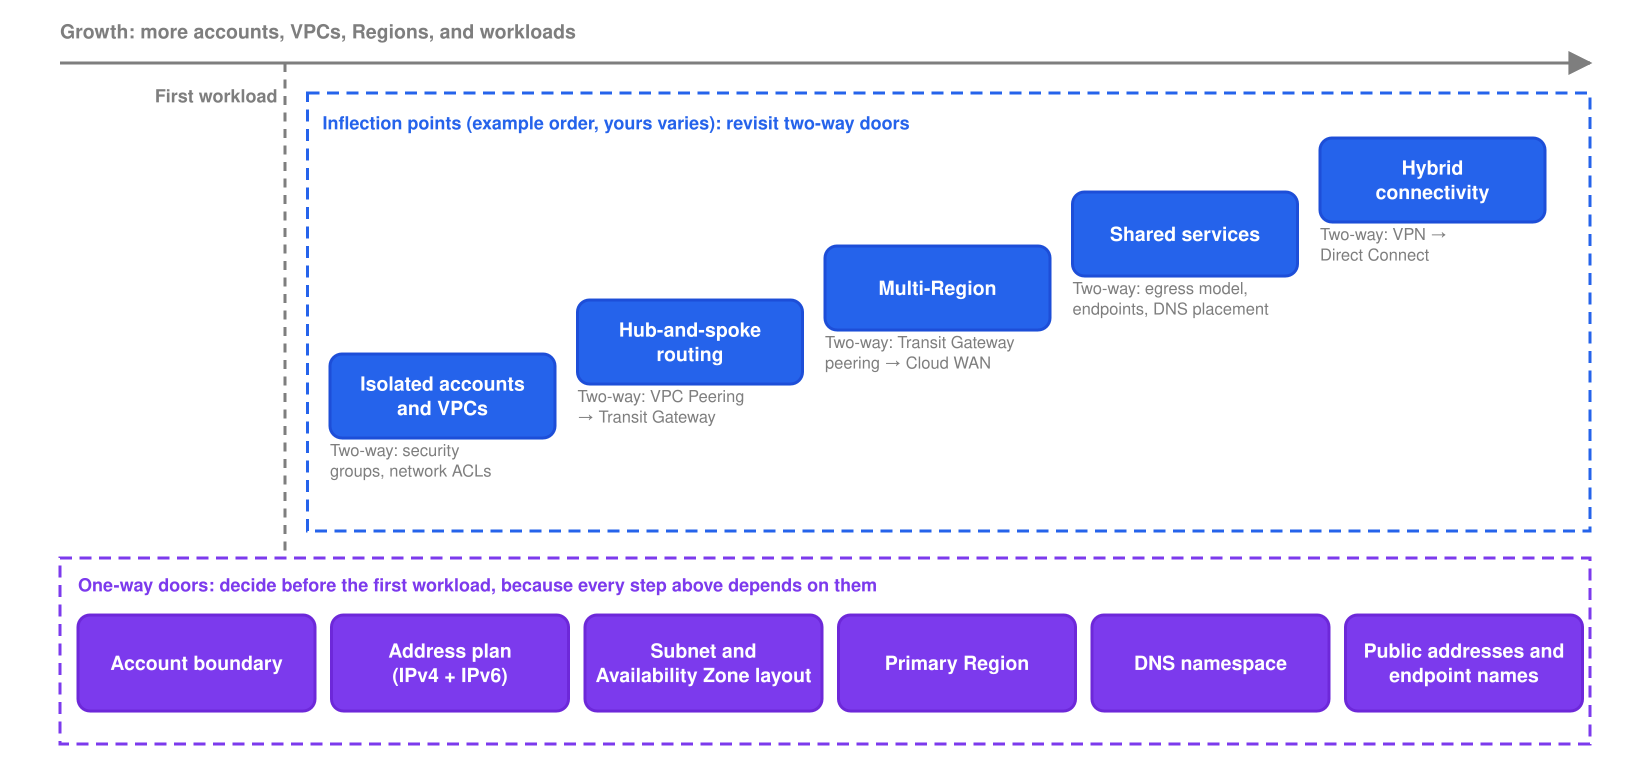 Growth: more accounts, VPCs, Regions, and workloads
First workload
Inflection points (example order, yours varies): revisit two-way doors
Isolated accounts
and VPCs
Two-way: security
groups, network ACLs
Hub-and-spoke
routing
Two-way: VPC Peering
→ Transit Gateway
Multi-Region
Two-way: Transit Gateway
peering → Cloud WAN
Shared services
Two-way: egress model,
endpoints, DNS placement
Hybrid
connectivity
Two-way: VPN →
Direct Connect
One-way doors: decide before the first workload, because every step above depends on them
Account boundary
Address plan
(IPv4 + IPv6)
Subnet and
Availability Zone layout
Primary Region
DNS namespace
Public addresses and
endpoint names